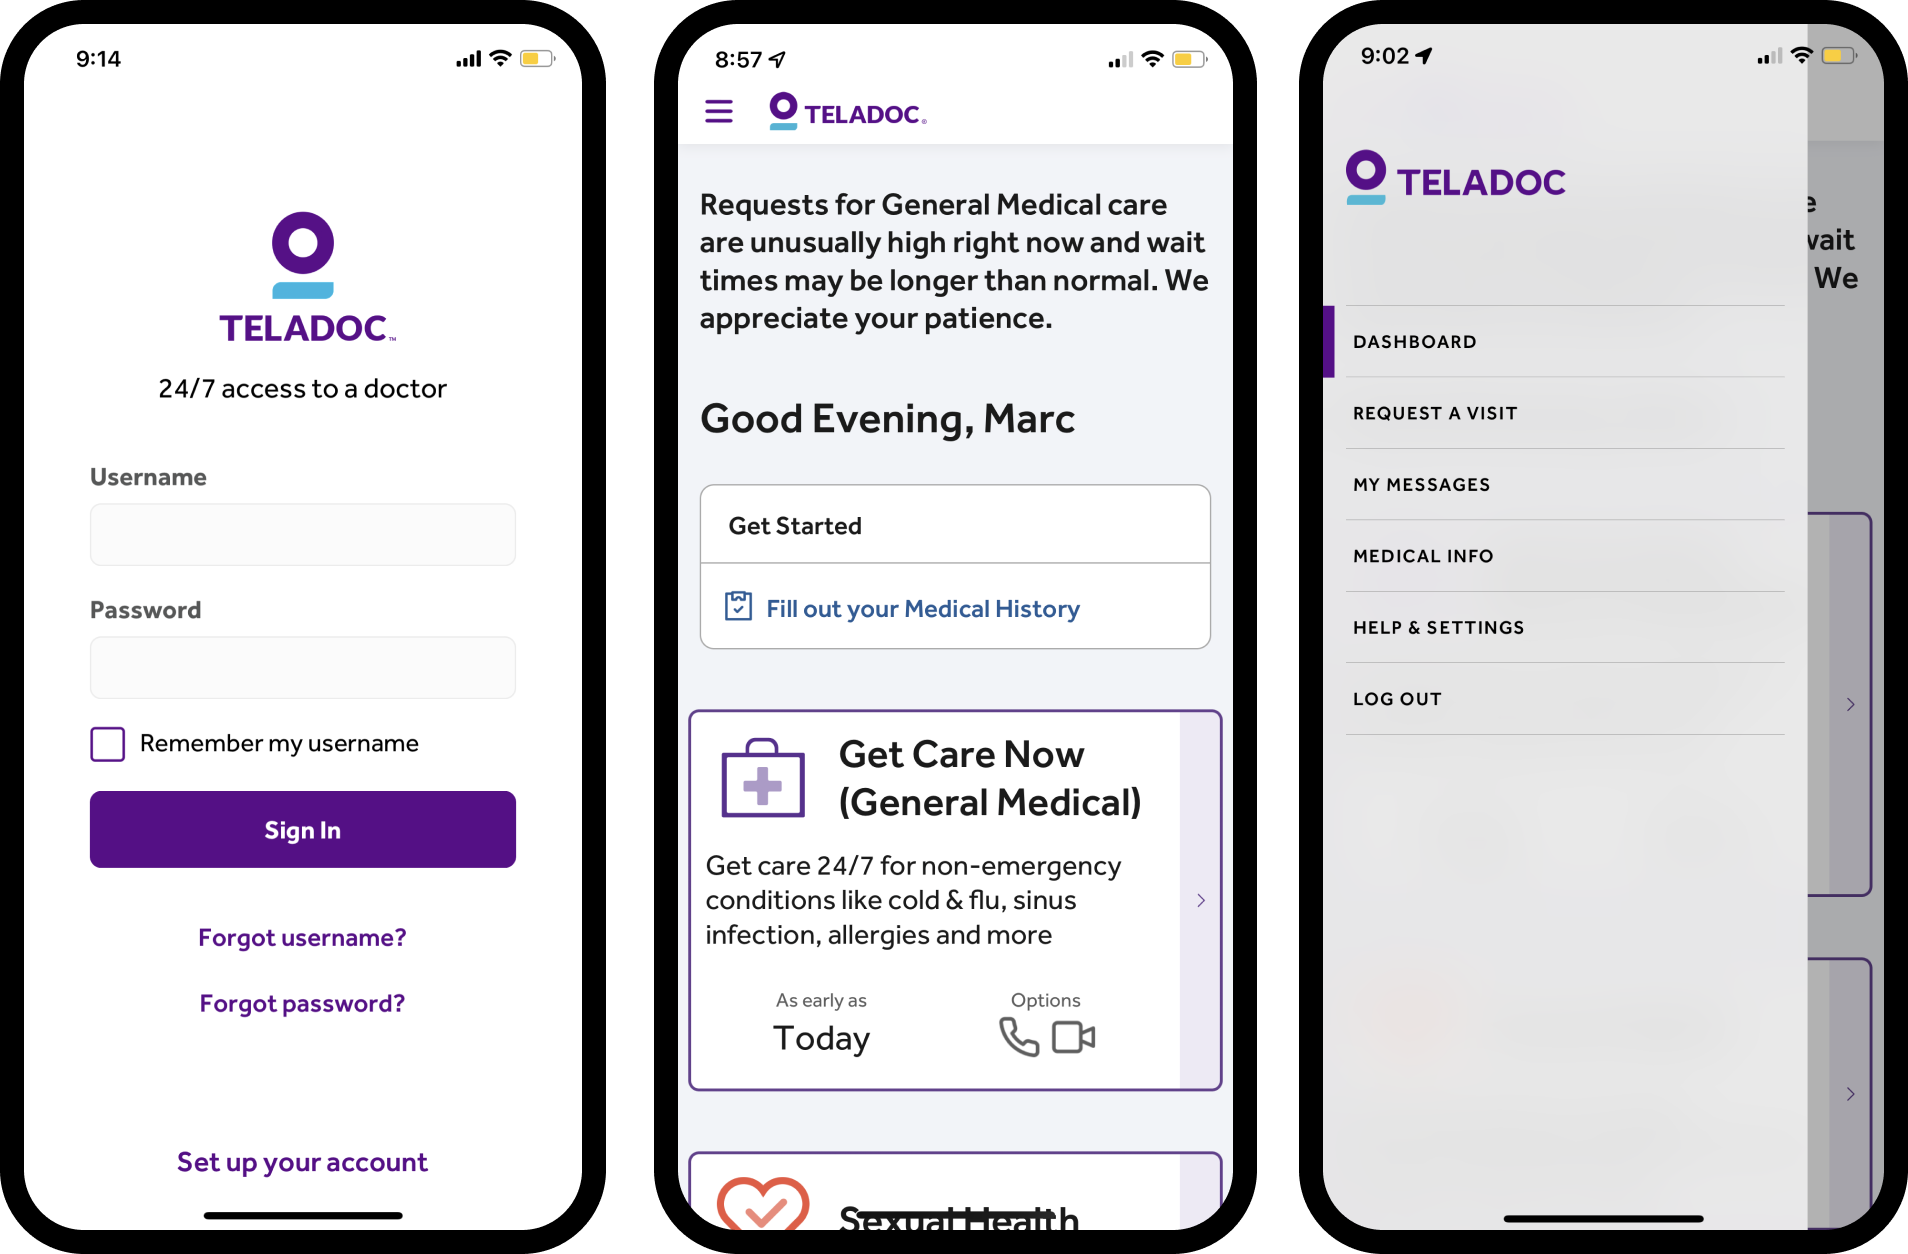 9:14
TELADOC™
24/7 access to a doctor
Username
Password
Remember my username
Sign In
Forgot username?
Forgot password?
Set up your account
8:57
TELADOC®
Requests for General Medical care
are unusually high right now and wait
times may be longer than normal. We
appreciate your patience.
Good Evening, Marc
Get Started
Fill out your Medical History
Get Care Now
(General Medical)
Get care 24/7 for non-emergency
conditions like cold & flu, sinus
infection, allergies and more
As early as
Options
Today
Sexual Health
9:02
TELADOC
e
wait
We
DASHBOARD
REQUEST A VISIT
MY MESSAGES
MEDICAL INFO
HELP & SETTINGS
LOG OUT